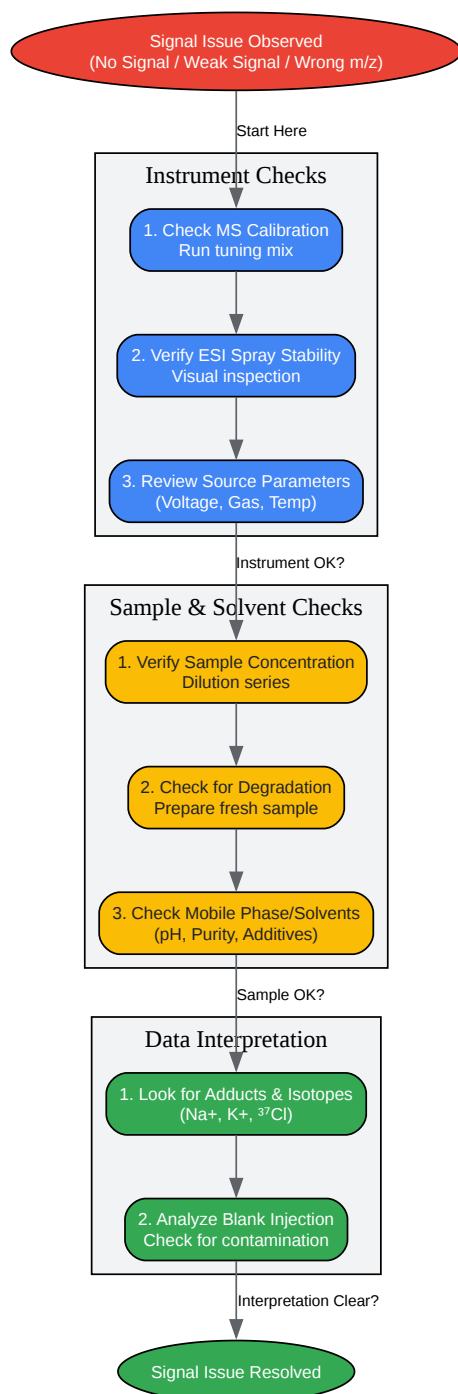 Signal Issue Observed
(No Signal / Weak Signal / Wrong m/z)
Start Here
Instrument Checks
1. Check MS Calibration
Run tuning mix
2. Verify ESI Spray Stability
Visual inspection
3. Review Source Parameters
(Voltage, Gas, Temp)
Instrument OK?
Sample & Solvent Checks
1. Verify Sample Concentration
Dilution series
2. Check for Degradation
Prepare fresh sample
3. Check Mobile Phase/Solvents
(pH, Purity, Additives)
Sample OK?
Data Interpretation
1. Look for Adducts & Isotopes
(Na+, K+, ³⁷Cl)
2. Analyze Blank Injection
Check for contamination
Interpretation Clear?
Signal Issue Resolved